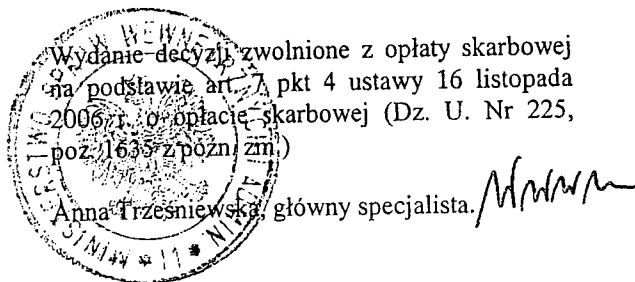 Wydanie decyzji zwolnione z opłaty skarbowej
na podstawie art. 7 pkt 4 ustawy 16 listopada
2006 r. o opłacie skarbowej (Dz. U. Nr 225,
poz. 1635 z późn. zm.)
Anna Trześniewska, główny specjalista.